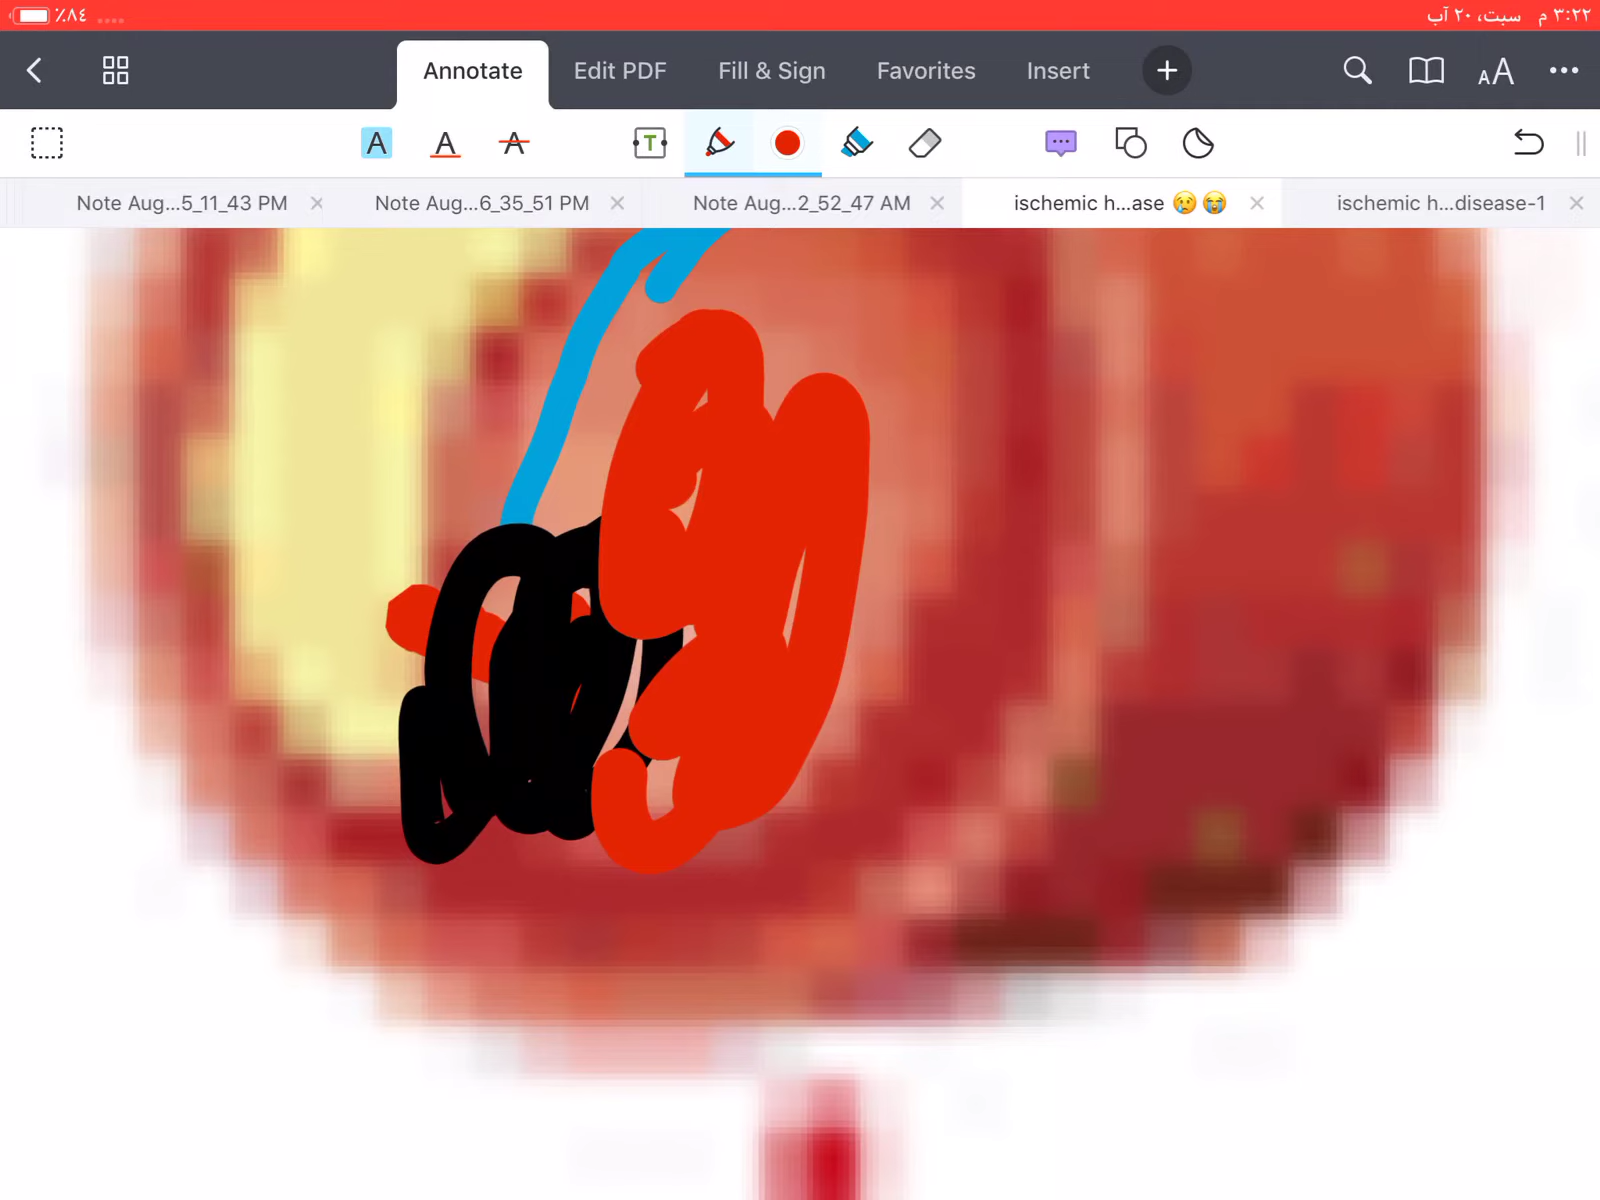 ٪٨٤ سبت، ٢٠ آب ٣:٢٢ م
Annotate Edit PDF Fill & Sign Favorites Insert
A A A T AA
Note Aug...5_11_43 PM Note Aug...6_35_51 PM Note Aug...2_52_47 AM ischemic h...ase 😢😭 ischemic h...disease-1